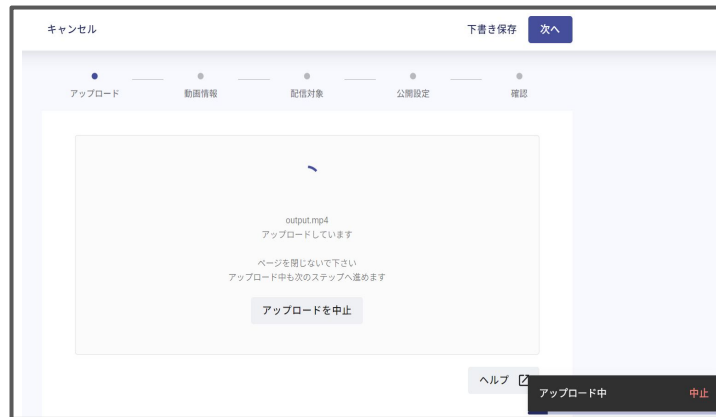 キャンセル
下書き保存
次へ
アップロード
動画情報
配信対象
公開設定
確認
output.mp4
アップロードしています
ページを閉じないで下さい
アップロード中も次のステップへ進めます
アップロードを中止
ヘルプ
アップロード中
中止